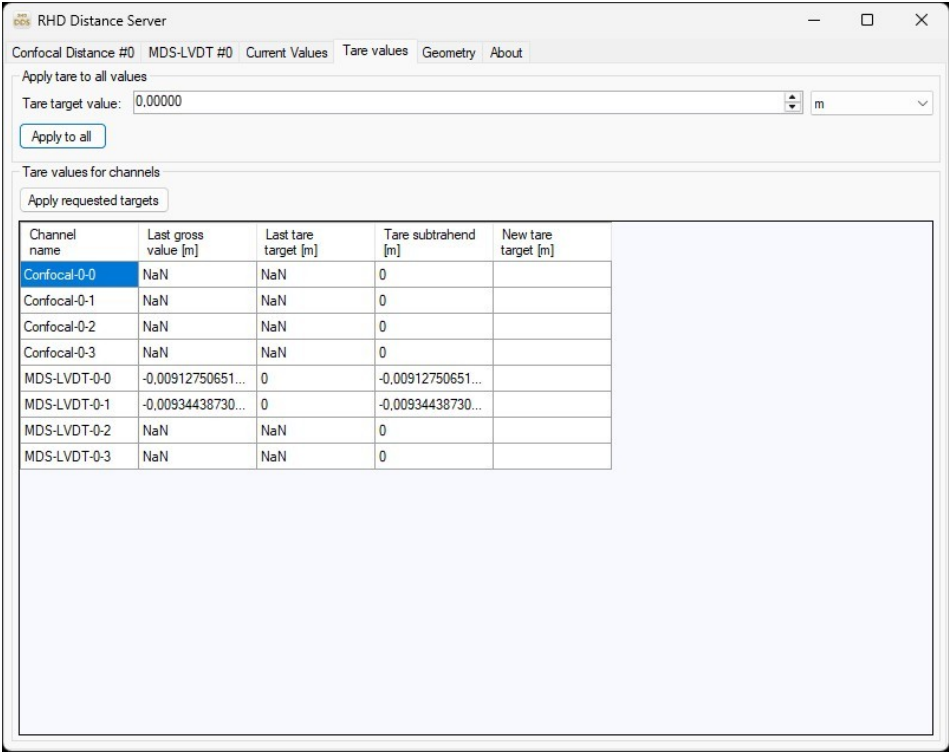 RHD Distance Server
Confocal Distance #0 MDS-LVDT #0 Current Values Tare values Geometry About
Apply tare to all values
Tare target value: 0,00000 m
Apply to all
Tare values for channels
Apply requested targets
Channel name Last gross value [m] Last tare target [m] Tare subtrahend [m] New tare target [m]
Confocal-0-0 NaN NaN 0
Confocal-0-1 NaN NaN 0
Confocal-0-2 NaN NaN 0
Confocal-0-3 NaN NaN 0
MDS-LVDT-0-0 -0,00912750651... 0 -0,00912750651...
MDS-LVDT-0-1 -0,00934438730... 0 -0,00934438730...
MDS-LVDT-0-2 NaN NaN 0
MDS-LVDT-0-3 NaN NaN 0